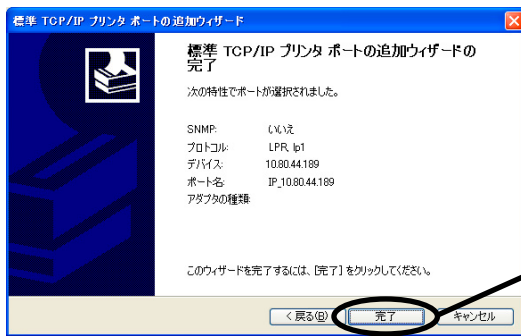 標準 TCP/IP プリンタ ポートの追加ウィザード
標準 TCP/IP プリンタ ポートの追加ウィザードの
完了
次の特性でポートが選択されました。
SNMP: いいえ
プロトコル: LPR, lp1
デバイス: 10.80.44.189
ポート名: IP_10.80.44.189
アダプタの種類:
このウィザードを完了するには、[完了] をクリックしてください。
< 戻る(B) 完了 キャンセル